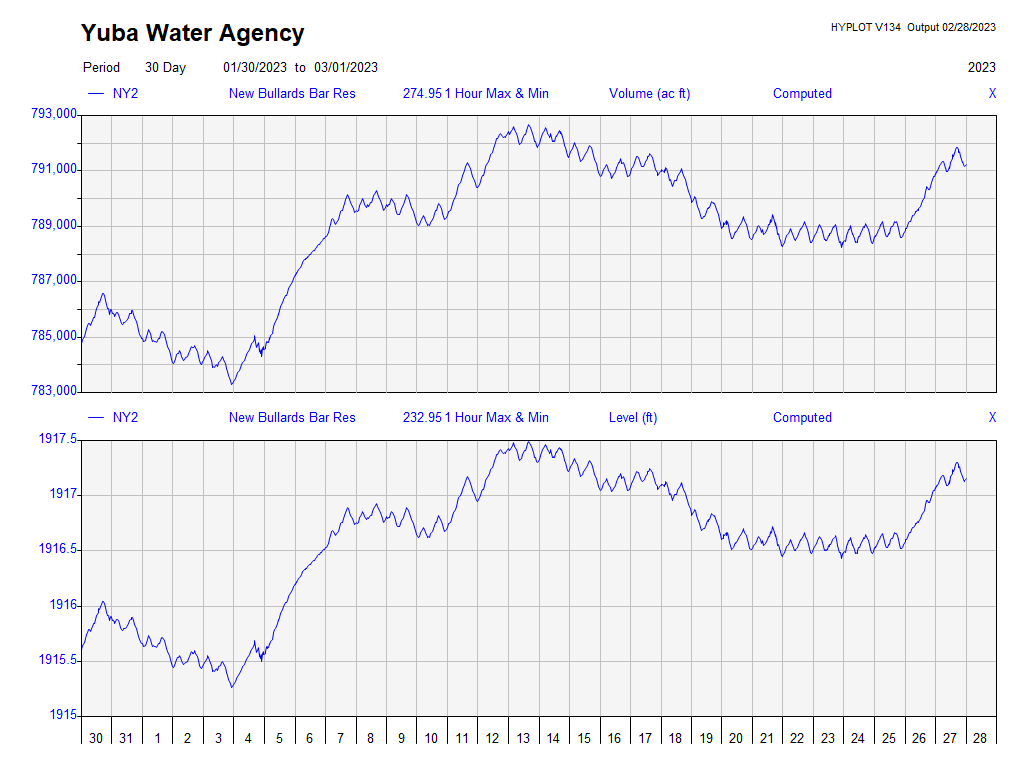 Yuba Water Agency
HYPLOT V134 Output 02/28/2023
Period 30 Day 01/30/2023 to 03/01/2023 2023
NY2 New Bullards Bar Res 274.95 1 Hour Max & Min Volume (ac ft) Computed X
793,000
791,000
789,000
787,000
785,000
783,000
NY2 New Bullards Bar Res 232.95 1 Hour Max & Min Level (ft) Computed X
1917.5
1917
1916.5
1916
1915.5
1915
30 31 1 2 3 4 5 6 7 8 9 10 11 12 13 14 15 16 17 18 19 20 21 22 23 24 25 26 27 28